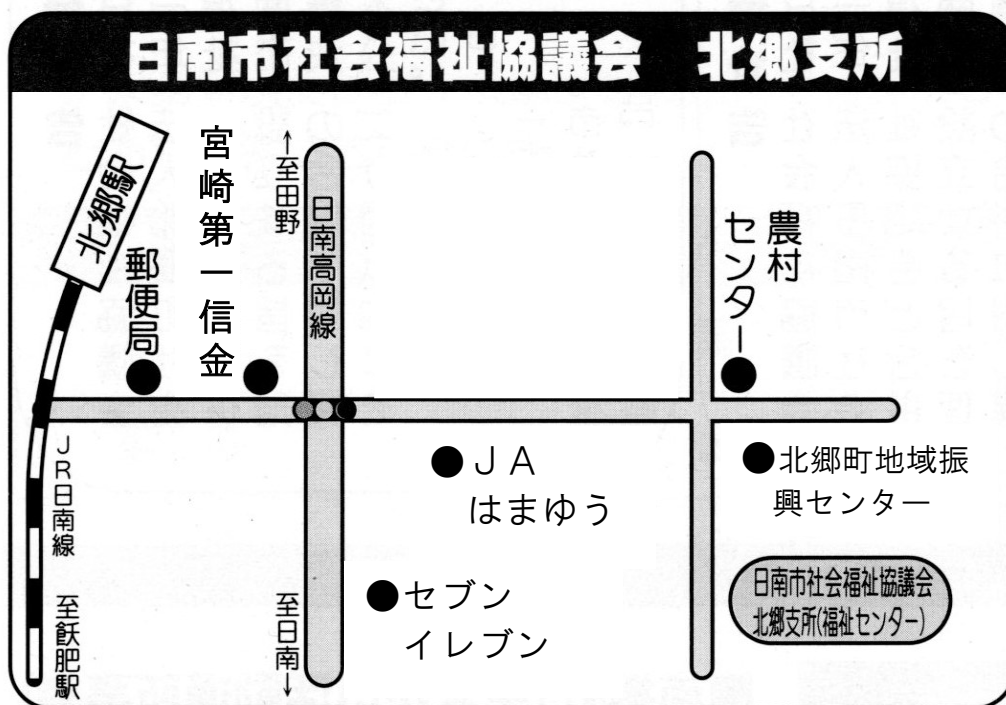 日南市社会福祉協議会　北郷支所
北郷駅
郵便局
宮崎第一信金
←至田野
日南高岡線
農村
センター
JR日南線
至飫肥駅
ＪＡ
はまゆう
北郷町地域振
興センター
セブン
イレブン
至日南→
日南市社会福祉協議会
北郷支所(福祉センター)